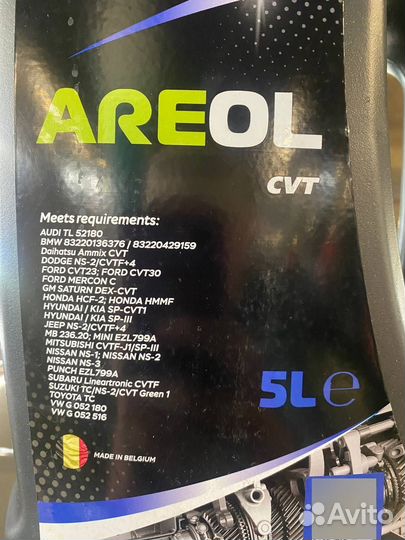 AREOL
CVT
Meets requirements:
AUDI TL 52180
BMW 83220136376 / 83220429159
Daihatsu Ammix CVT
DODGE NS-2/CVTF+4
FORD CVT23; FORD CVT30
FORD MERCON C
GM SATURN DEX-CVT
HONDA HCF-2; HONDA HMMF
HYUNDAI / KIA SP-CVT1
HYUNDAI / KIA SP-III
JEEP NS-2/CVTF+4
MB 236.20; MINI EZL799A
MITSUBISHI CVTF-J1/SP-III
NISSAN NS-1; NISSAN NS-2
NISSAN NS-3
PUNCH EZL799A
SUBARU Lineartronic CVTF
SUZUKI TC/NS-2/CVT Green 1
TOYOTA TC
VW G 052 180
VW G 052 516
5L e
MADE IN BELGIUM
Avito